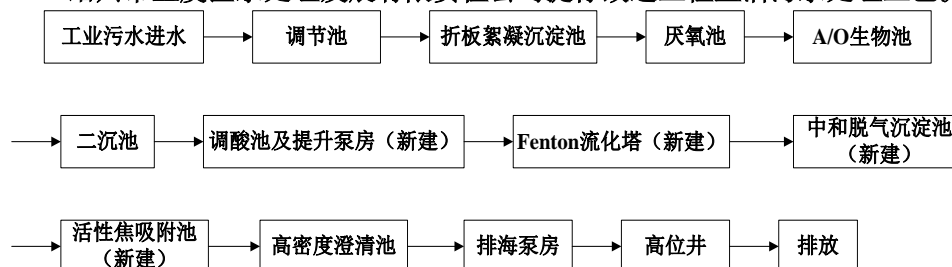 工业污水进水
调节池
折板絮凝沉淀池
厌氧池
A/O生物池
二沉池
调酸池及提升泵房（新建）
Fenton流化塔（新建）
中和脱气沉淀池
（新建）
活性焦吸附池
（新建）
高密度澄清池
排海泵房
高位井
排放